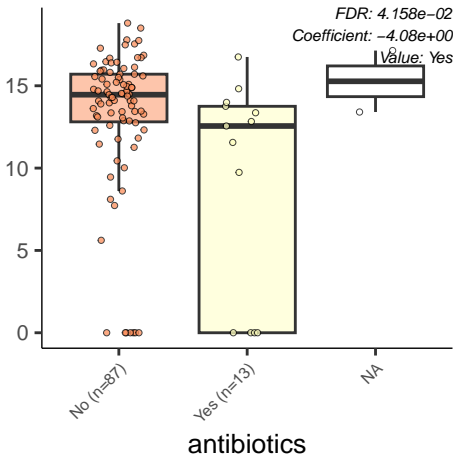 FDR: 4.158e−02
Coefficient: −4.08e+00
Value: Yes
15
10
5
0
No (n=87)
Yes (n=13)
NA
antibiotics